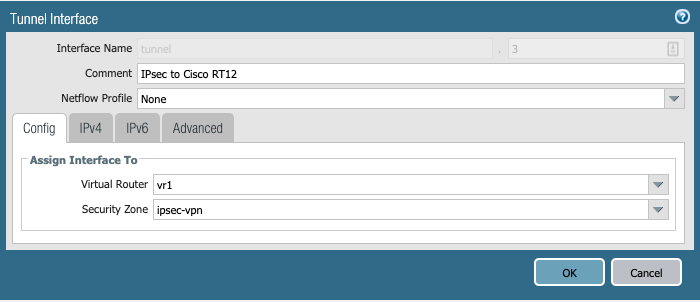 Tunnel Interface
Interface Name tunnel . 3
Comment IPsec to Cisco RT12
Netflow Profile None
Config IPv4 IPv6 Advanced
Assign Interface To
Virtual Router vr1
Security Zone ipsec-vpn
OK Cancel